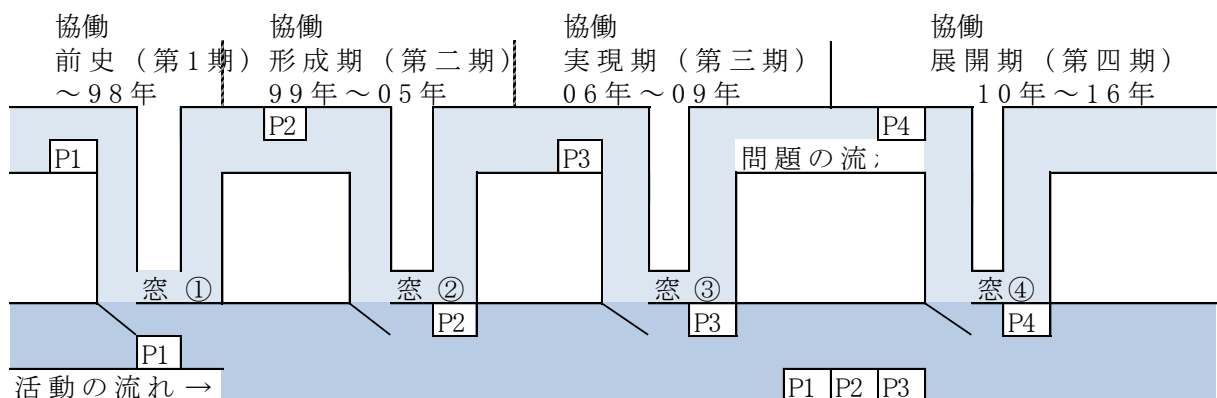 協働
前史（第1期）
～98年
協働
形成期（第二期）
99年～05年
協働
実現期（第三期）
06年～09年
協働
展開期（第四期）
10年～16年
P1
P2
P3
P4
問題の流
窓 ①
窓 ②
窓 ③
窓④
P1
P2
P3
P4
活動の流れ →
P1 P2 P3